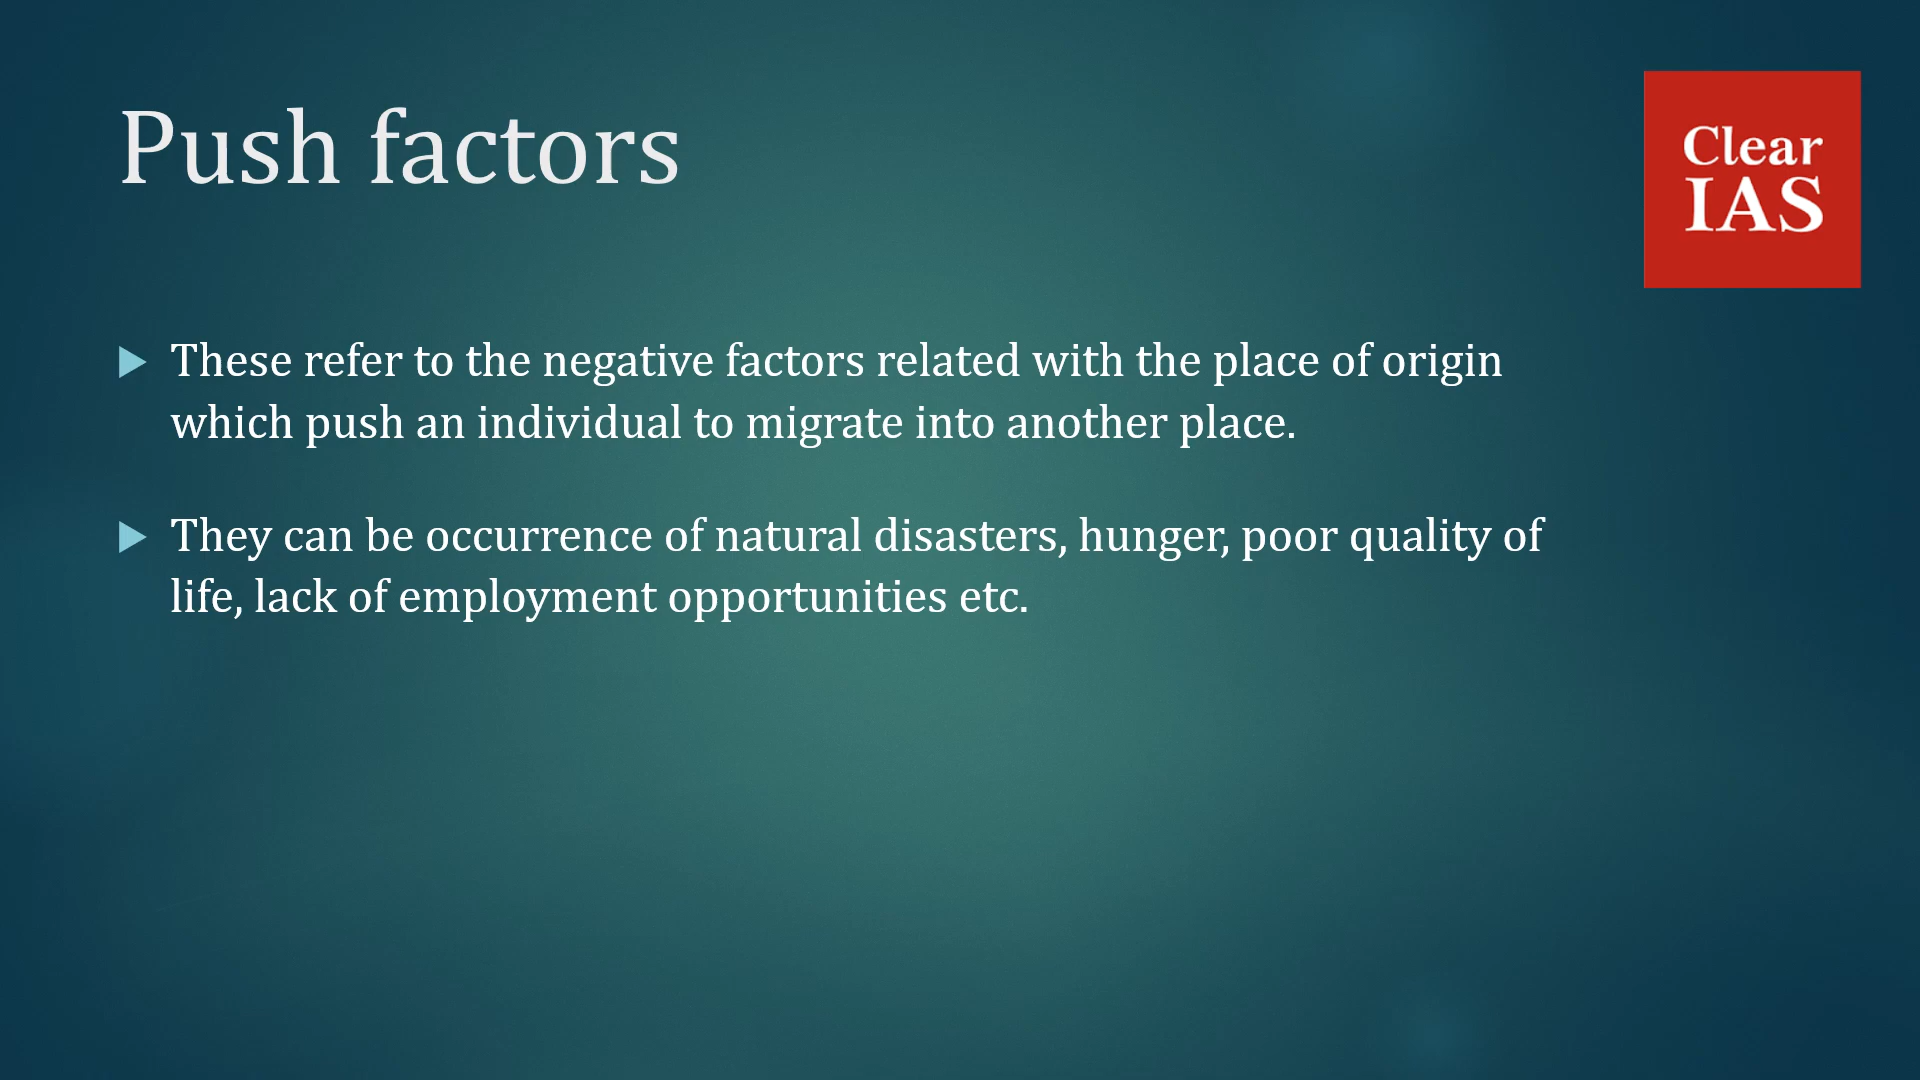 Push factors
Clear
IAS
These refer to the negative factors related with the place of origin
which push an individual to migrate into another place.
They can be occurrence of natural disasters, hunger, poor quality of
life, lack of employment opportunities etc.